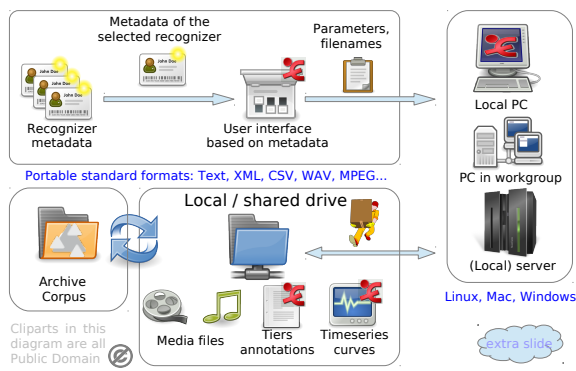 Metadata of the
selected recognizer
Parameters,
filenames
John Doe
John Do
John Do
John Do
Recognizer
metadata
User interface
based on metadata
Local PC
PC in workgroup
(Local) server
Portable standard formats: Text, XML, CSV, WAV, MPEG...
Local / shared drive
Archive
Corpus
Media files
Tiers
annotations
Timeseries
curves
Linux, Mac, Windows
Cliparts in this
diagram are all
Public Domain
extra slide